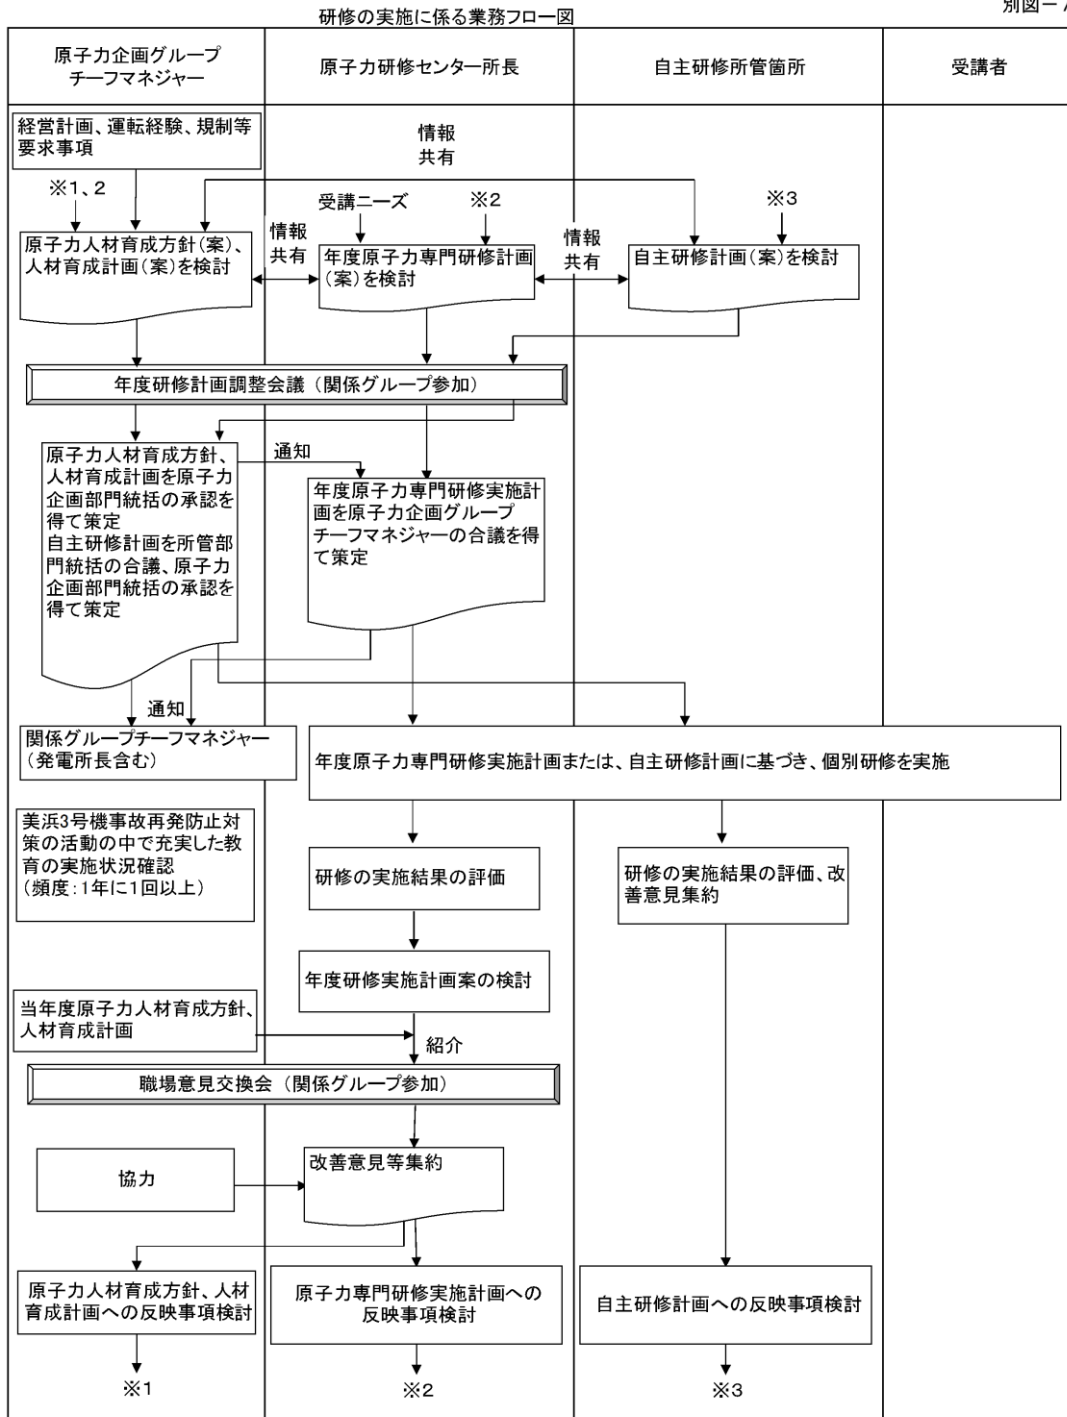 別図－7
研修の実施に係る業務フロー図
原子力企画グループ
チーフマネジャー
原子力研修センター所長
自主研修所管箇所
受講者
経営計画、運転経験、規制等
要求事項
情報
共有
※1、2
受講ニーズ
※2
※3
原子力人材育成方針（案）、
人材育成計画（案）を検討
情報
共有
年度原子力専門研修計画
（案）を検討
情報
共有
自主研修計画（案）を検討
年度研修計画調整会議（関係グループ参加）
原子力人材育成方針、
人材育成計画を原子力
企画部門統括の承認を
得て策定
自主研修計画を所管部
門統括の合議、原子力
企画部門統括の承認を
得て策定
通知
年度原子力専門研修実施計
画を原子力企画グループ
チーフマネジャーの合議を得
て策定
通知
関係グループチーフマネジャー
（発電所長含む）
年度原子力専門研修実施計画または、自主研修計画に基づき、個別研修を実施
美浜3号機事故再発防止対
策の活動の中で充実した教
育の実施状況確認
（頻度：1年に1回以上）
研修の実施結果の評価
研修の実施結果の評価、改
善意見集約
年度研修実施計画案の検討
当年度原子力人材育成方針、
人材育成計画
紹介
職場意見交換会（関係グループ参加）
協力
改善意見等集約
原子力人材育成方針、人材
育成計画への反映事項検討
原子力専門研修実施計画への
反映事項検討
自主研修計画への反映事項検討
※1
※2
※3